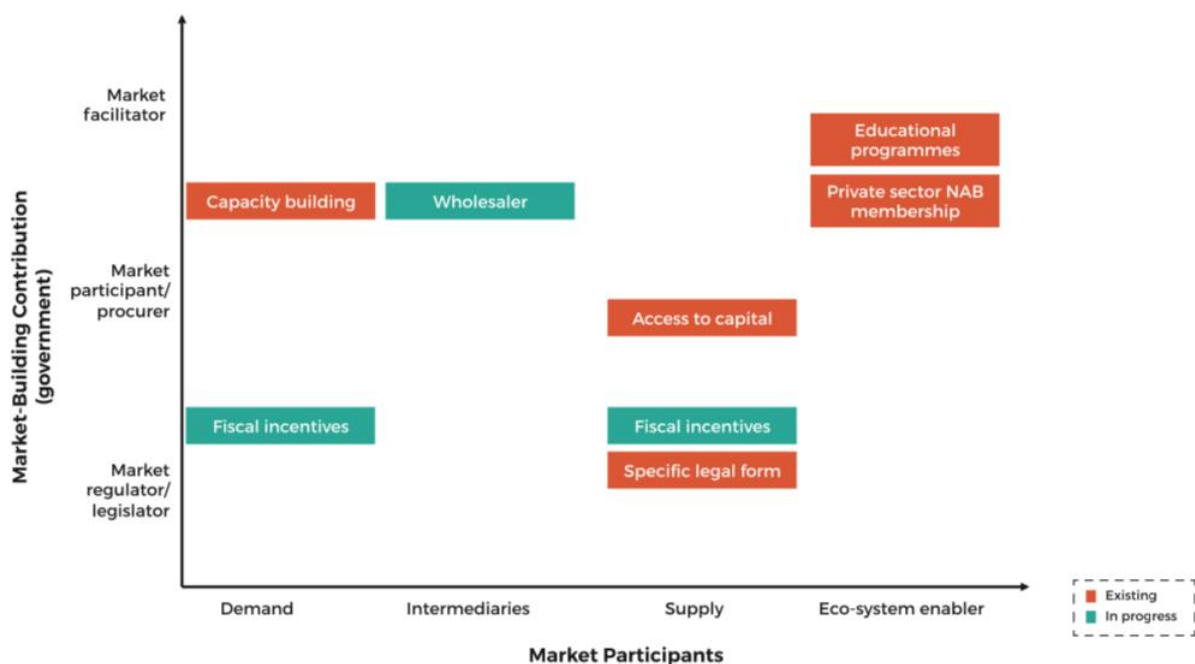 Market
facilitator
Educational
programmes
Private sector NAB
membership
Capacity building
Wholesaler
Market-Building Contribution
(government)
Market
participant/
procurer
Access to capital
Fiscal incentives
Fiscal incentives
Market
regulator/
legislator
Specific legal form
Demand
Intermediaries
Supply
Eco-system enabler
Existing
In progress
Market Participants